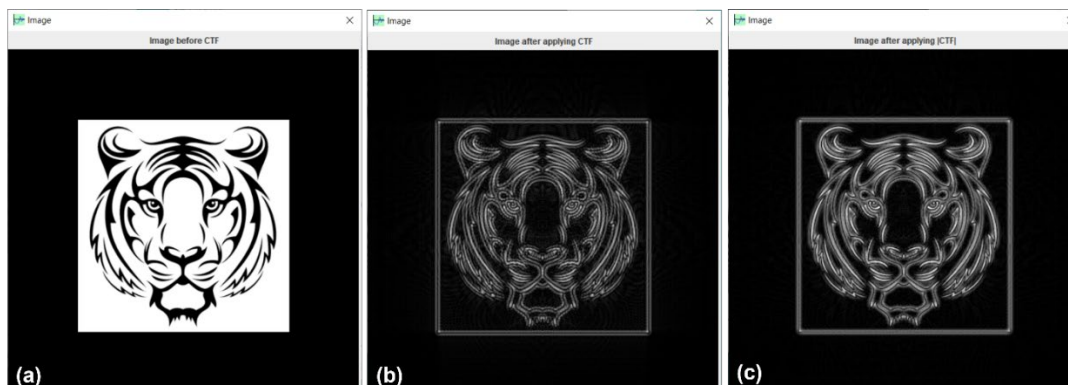 Image
Image before CTF
(a)
Image
Image after applying CTF
(b)
Image
Image after applying |CTF|
(c)